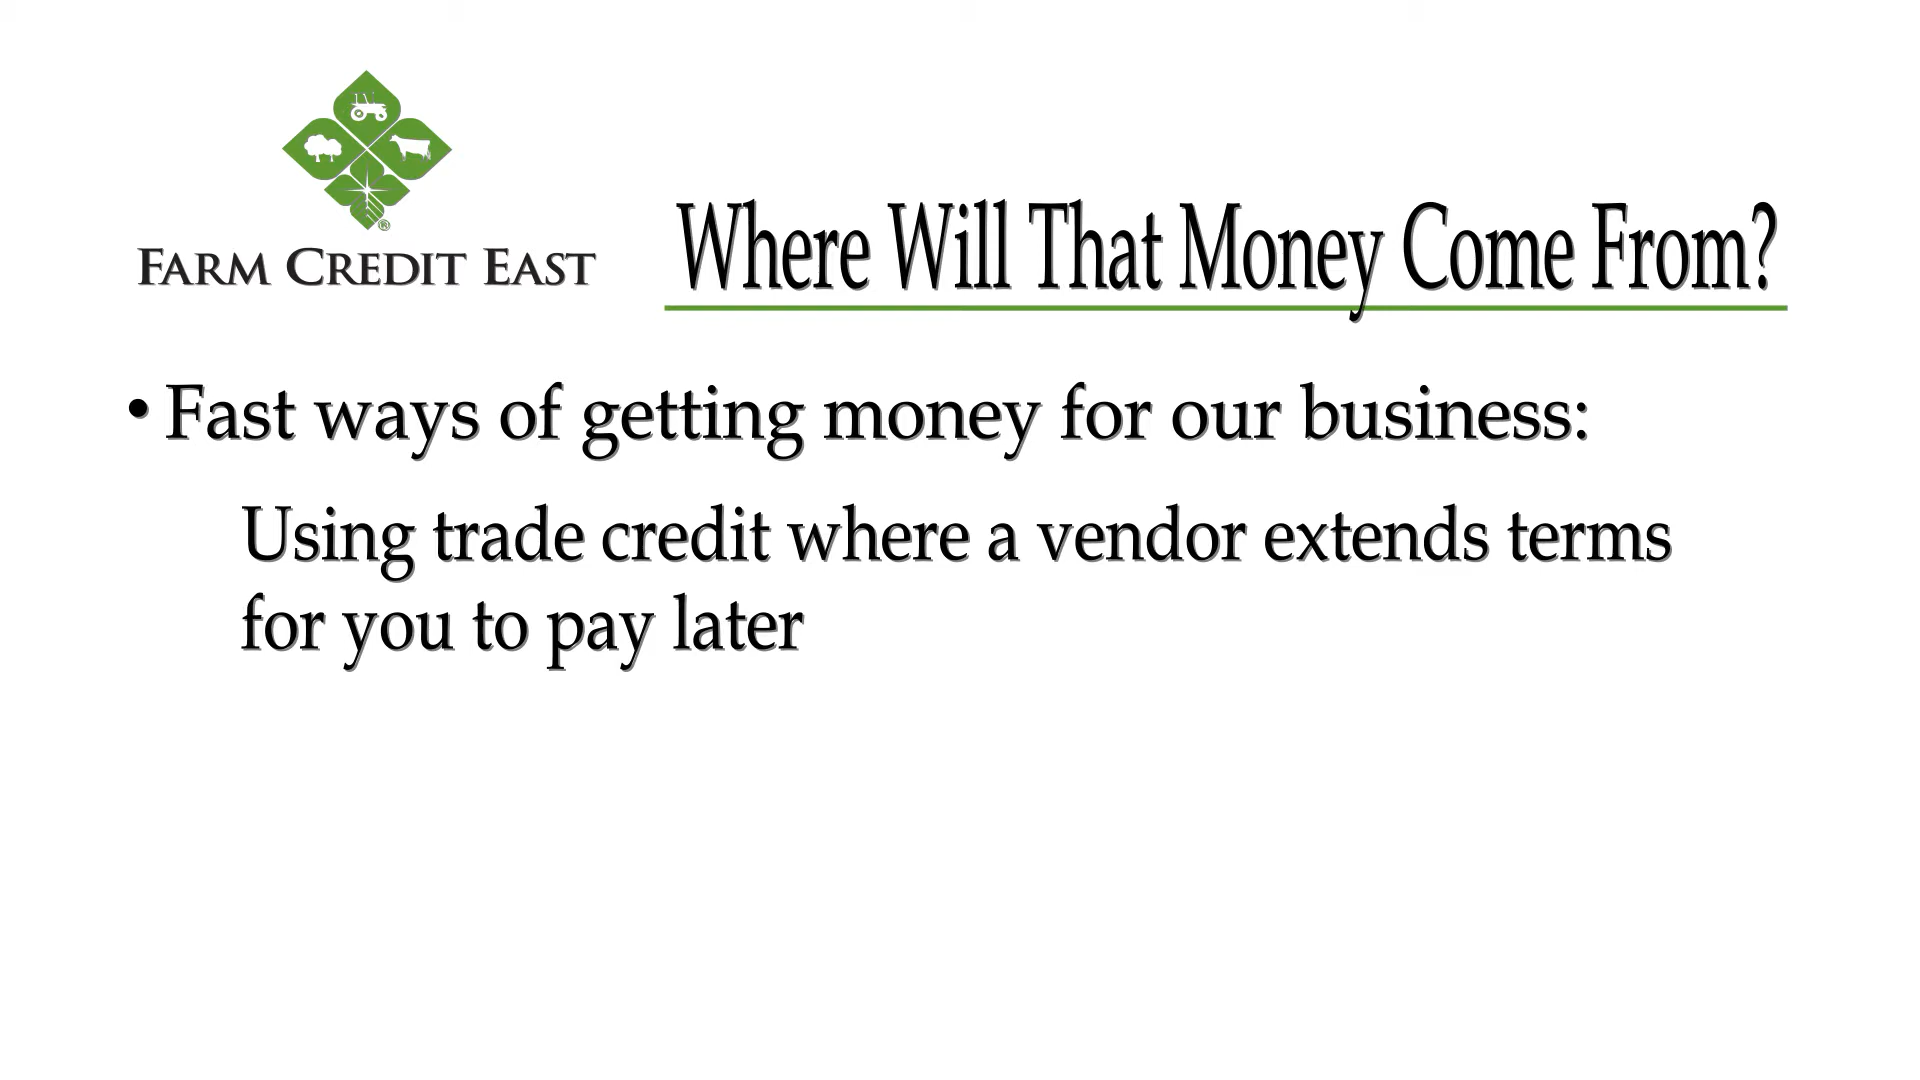 FARM CREDIT EAST
Where Will That Money Come From?
• Fast ways of getting money for our business:
Using trade credit where a vendor extends terms
for you to pay later